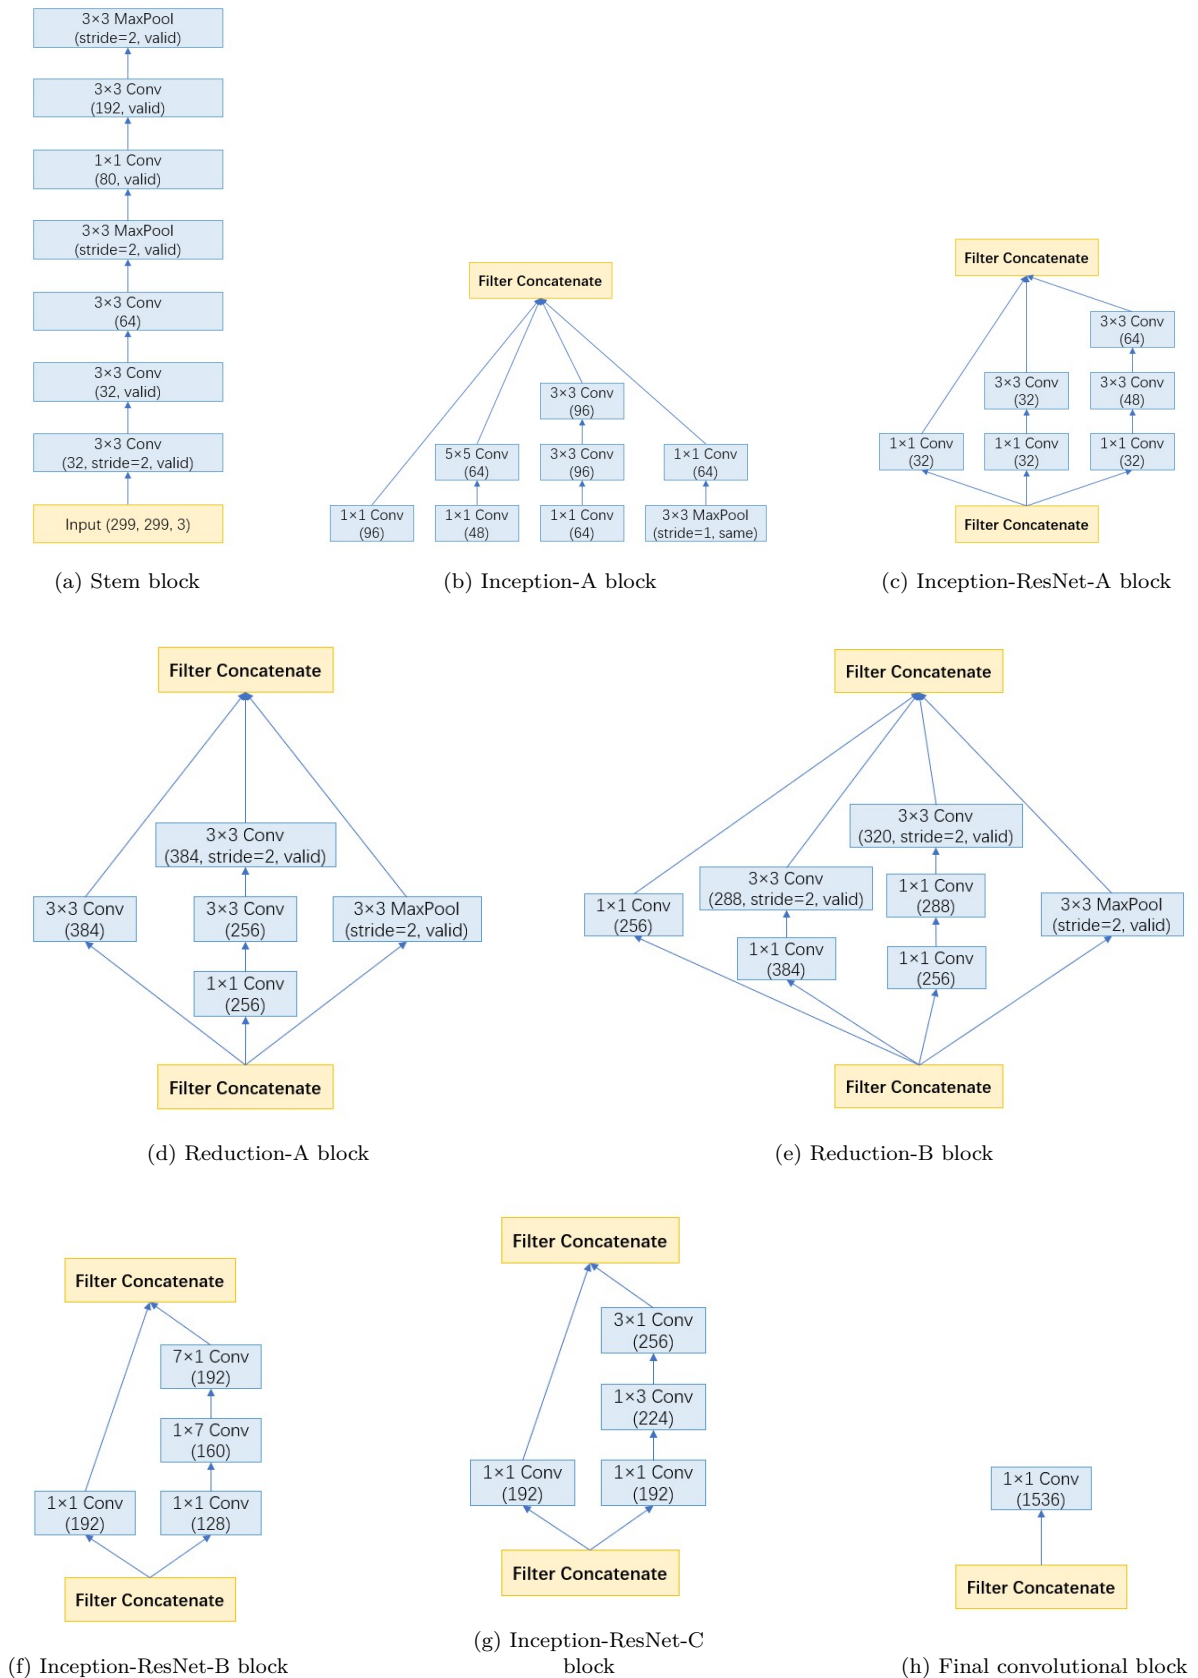 3×3 MaxPool
(stride=2, valid)
3×3 Conv
(192, valid)
1×1 Conv
(80, valid)
3×3 MaxPool
(stride=2, valid)
3×3 Conv
(64)
3×3 Conv
(32, valid)
3×3 Conv
(32, stride=2, valid)
Input (299, 299, 3)
(a) Stem block
Filter Concatenate
3×3 Conv
(96)
5×5 Conv
(64)
3×3 Conv
(96)
1×1 Conv
(64)
1×1 Conv
(96)
1×1 Conv
(48)
1×1 Conv
(64)
3×3 MaxPool
(stride=1, same)
(b) Inception-A block
Filter Concatenate
3×3 Conv
(64)
3×3 Conv
(32)
3×3 Conv
(48)
1×1 Conv
(32)
1×1 Conv
(32)
1×1 Conv
(32)
Filter Concatenate
(c) Inception-ResNet-A block
Filter Concatenate
3×3 Conv
(384, stride=2, valid)
3×3 Conv
(384)
3×3 Conv
(256)
3×3 MaxPool
(stride=2, valid)
1×1 Conv
(256)
Filter Concatenate
(d) Reduction-A block
Filter Concatenate
3×3 Conv
(320, stride=2, valid)
3×3 Conv
(288, stride=2, valid)
1×1 Conv
(288)
1×1 Conv
(256)
3×3 MaxPool
(stride=2, valid)
1×1 Conv
(384)
1×1 Conv
(256)
Filter Concatenate
(e) Reduction-B block
Filter Concatenate
7×1 Conv
(192)
1×7 Conv
(160)
1×1 Conv
(192)
1×1 Conv
(128)
Filter Concatenate
(f) Inception-ResNet-B block
Filter Concatenate
3×1 Conv
(256)
1×3 Conv
(224)
1×1 Conv
(192)
1×1 Conv
(192)
Filter Concatenate
(g) Inception-ResNet-C
block
1×1 Conv
(1536)
Filter Concatenate
(h) Final convolutional block